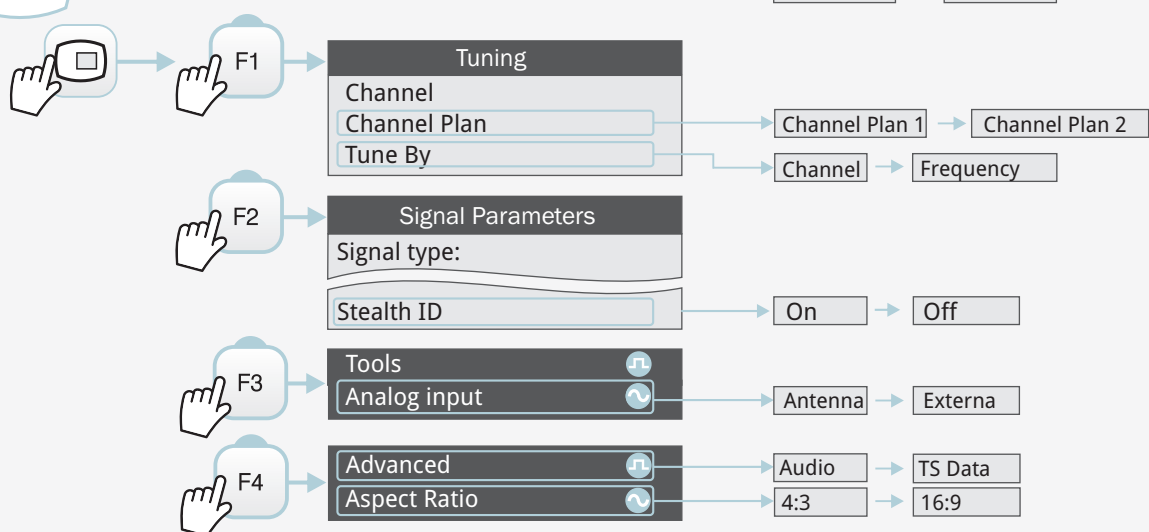 F1
Tuning
Channel
Channel Plan
Channel Plan 1
Channel Plan 2
Tune By
Channel
Frequency
F2
Signal Parameters
Signal type:
Stealth ID
On
Off
F3
Tools
Analog input
Antenna
Externa
F4
Advanced
Audio
TS Data
Aspect Ratio
4:3
16:9